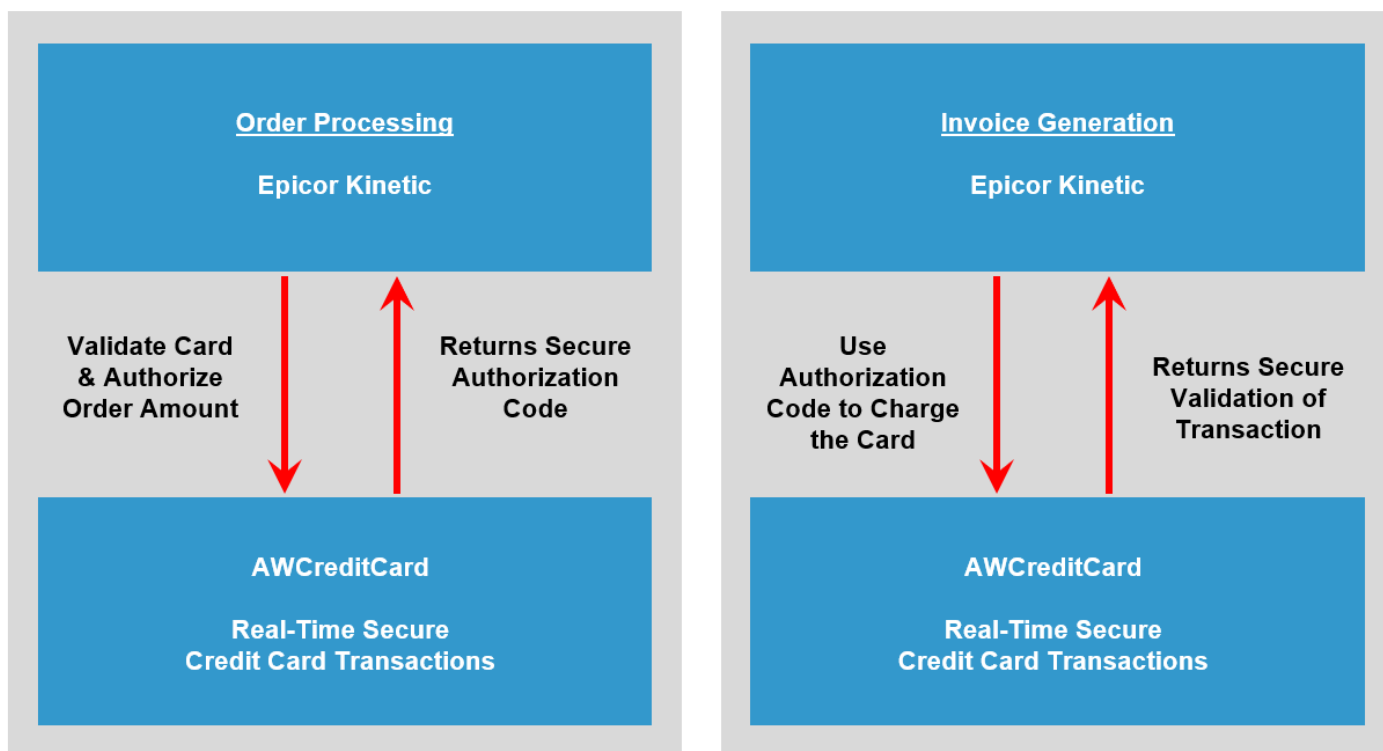 Order Processing
Epicor Kinetic
Validate Card
& Authorize
Order Amount
Returns Secure
Authorization
Code
AWCreditCard
Real-Time Secure
Credit Card Transactions
Invoice Generation
Epicor Kinetic
Use
Authorization
Code to Charge
the Card
Returns Secure
Validation of
Transaction
AWCreditCard
Real-Time Secure
Credit Card Transactions